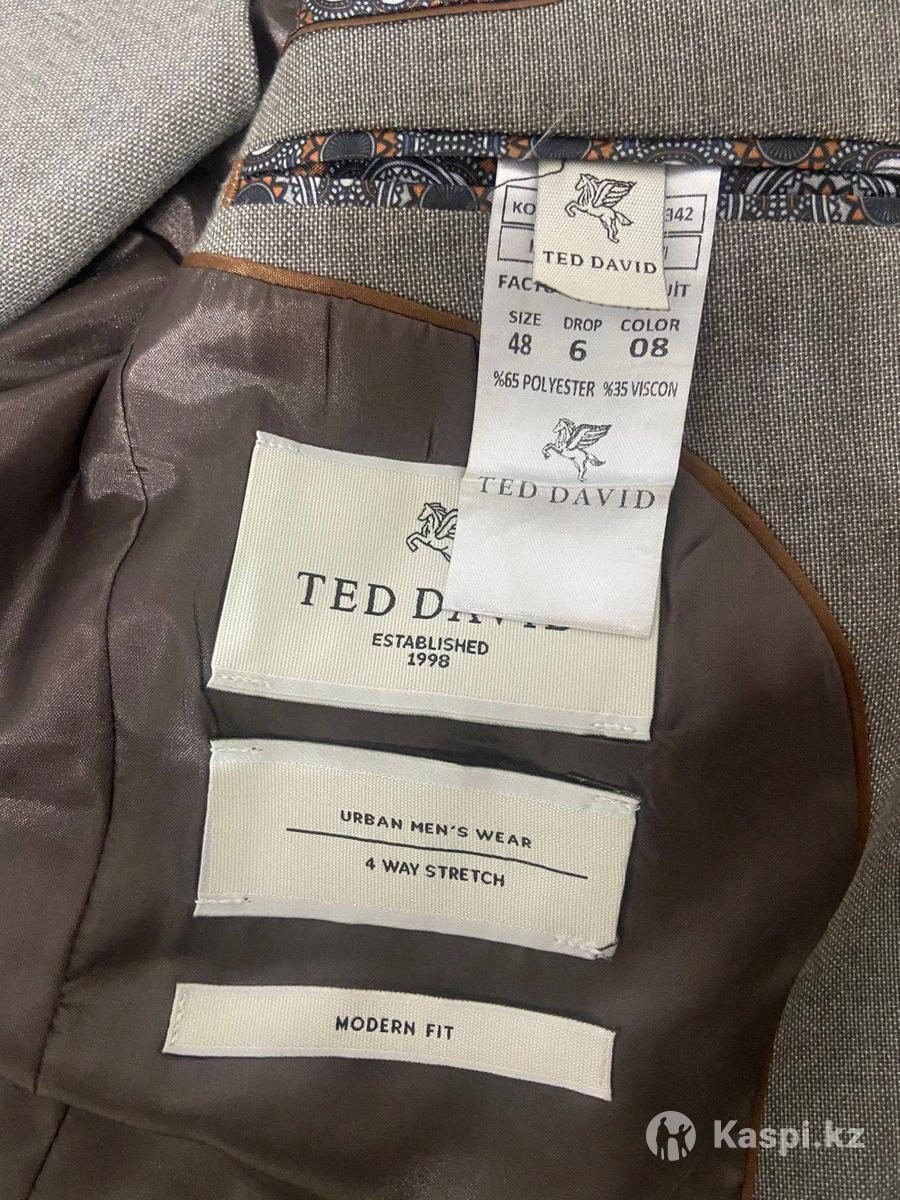 342
TED DAVID
SIZE DROP COLOR
48 6 08
%65 POLYESTER %35 VISCON
TED DAVID
TED DAVID
ESTABLISHED
1998
URBAN MEN'S WEAR
4 WAY STRETCH
MODERN FIT
Kaspi.kz